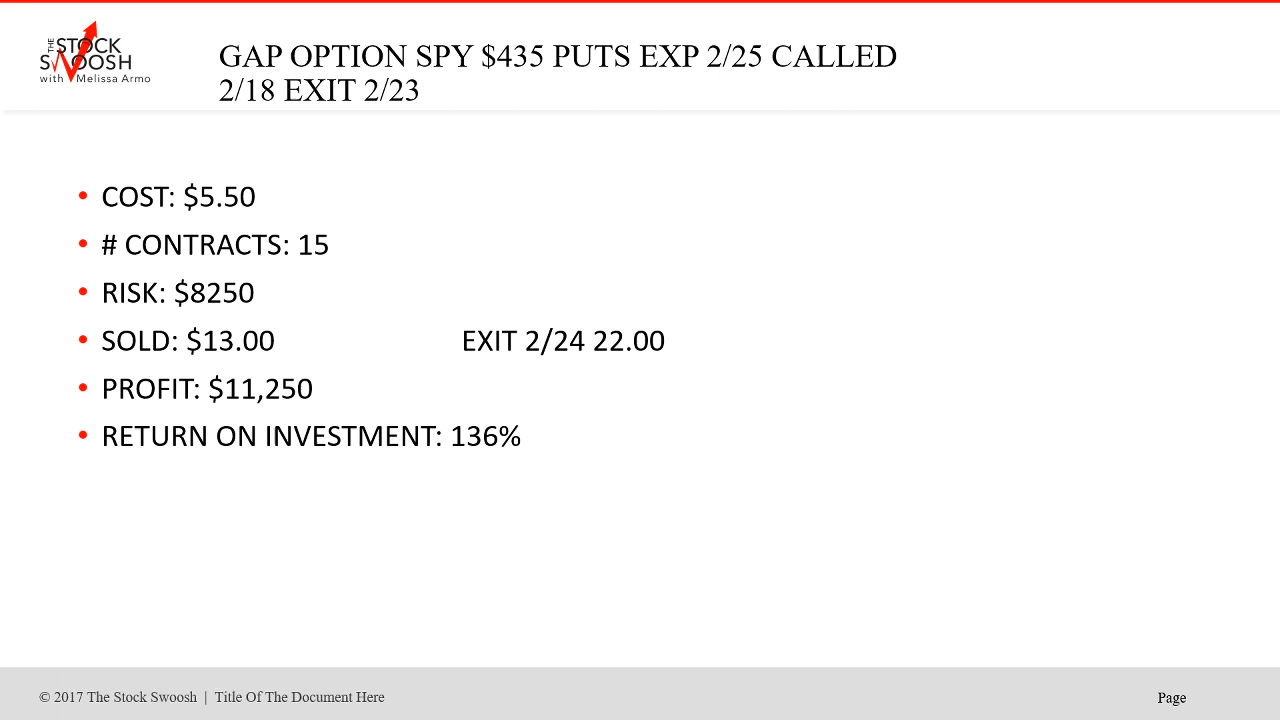 THE STOCK
SWOOSH
with Melissa Armo
GAP OPTION SPY $435 PUTS EXP 2/25 CALLED
2/18 EXIT 2/23
• COST: $5.50
• # CONTRACTS: 15
• RISK: $8250
• SOLD: $13.00 EXIT 2/24 22.00
• PROFIT: $11,250
• RETURN ON INVESTMENT: 136%
© 2017 The Stock Swoosh | Title Of The Document Here
Page